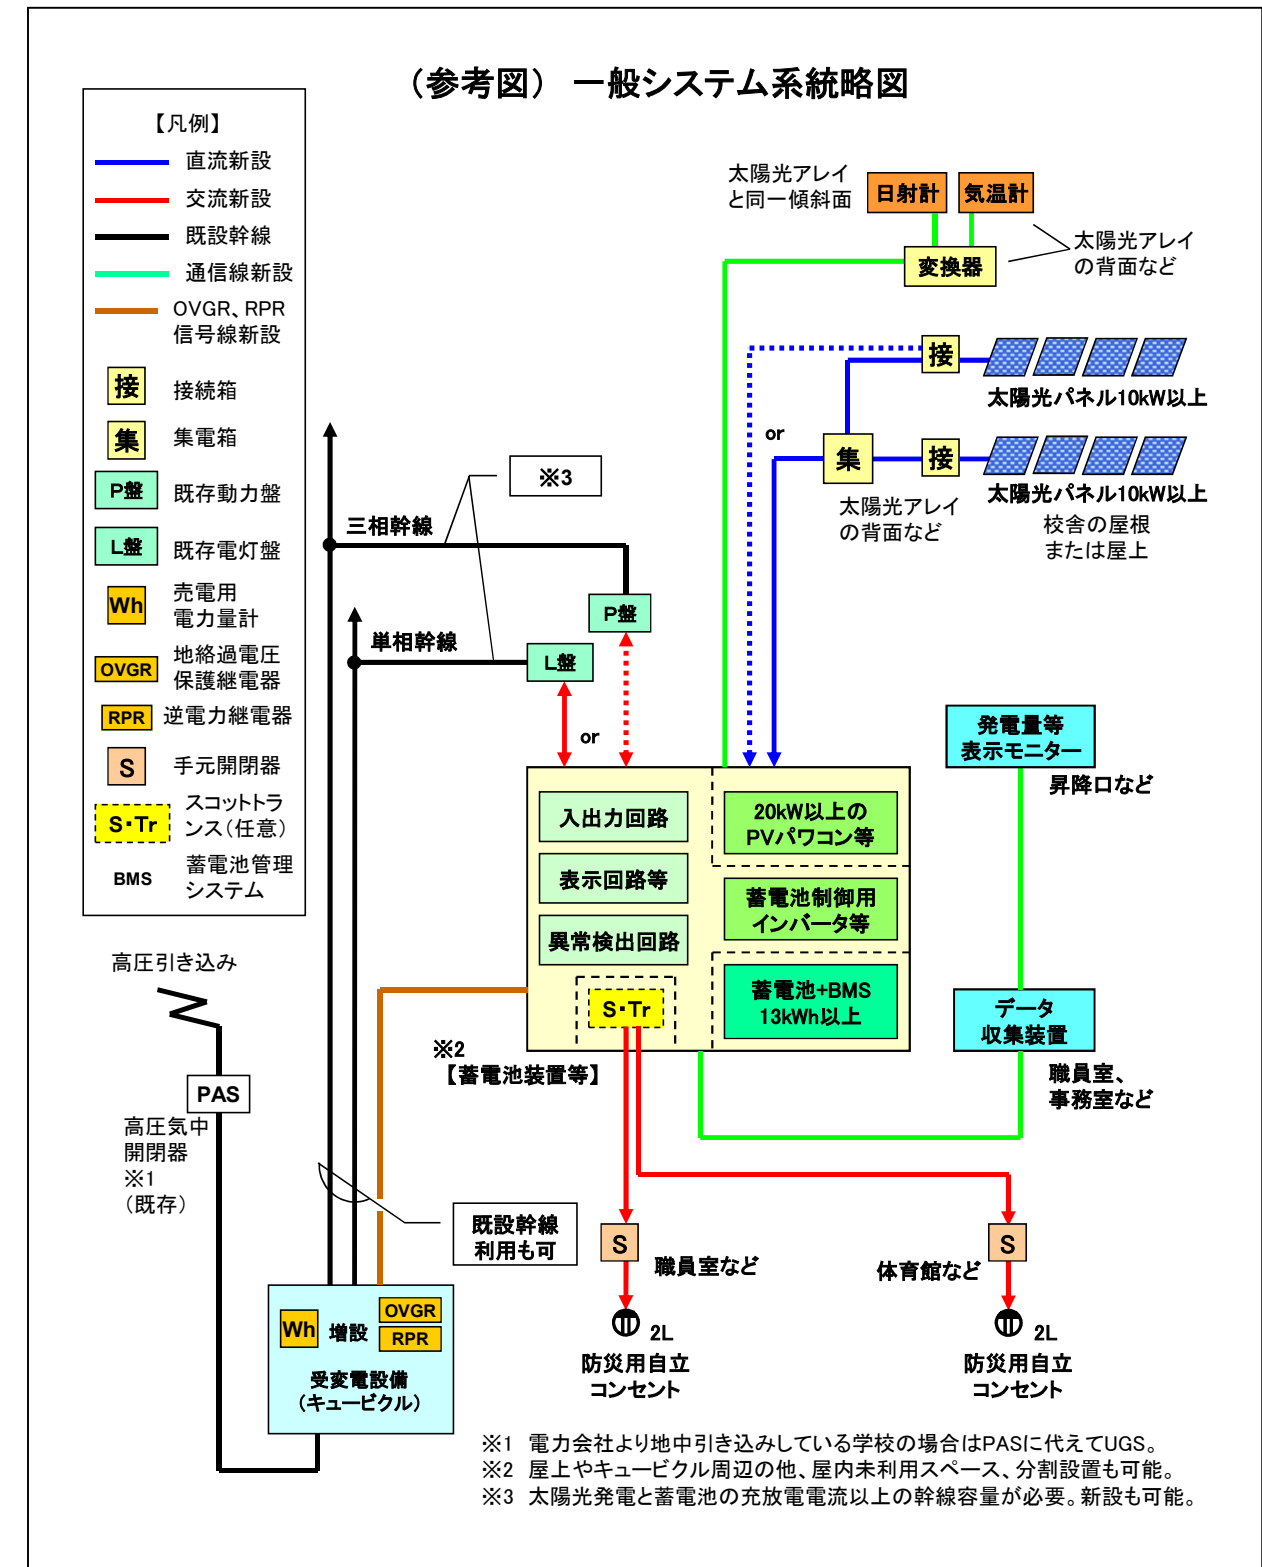 （参考図） 一般システム系統略図
【凡例】
直流新設
交流新設
既設幹線
通信線新設
OVGR、RPR
信号線新設
接 接続箱
集 集電箱
P盤 既存動力盤
L盤 既存電灯盤
Wh 売電用
電力量計
OVGR 地絡過電圧
保護継電器
RPR 逆電力継電器
S 手元開閉器
S・Tr スコットトラ
ンス（任意）
BMS 蓄電池管理
システム
太陽光アレイ
と同一傾斜面
日射計
気温計
変換器
太陽光アレイ
の背面など
接
太陽光パネル10kW以上
or
集
接
太陽光パネル10kW以上
太陽光アレイ
の背面など
校舎の屋根
または屋上
※3
三相幹線
P盤
単相幹線
L盤
or
発電量等
表示モニター
昇降口など
入出力回路
表示回路等
異常検出回路
S・Tr
20kW以上の
PVパワコン等
蓄電池制御用
インバータ等
蓄電池+BMS
13kWh以上
※2
【蓄電池装置等】
データ
収集装置
職員室、
事務室など
高圧引き込み
PAS
高圧気中
開閉器
※1
（既存）
既設幹線
利用も可
S
職員室など
2L
防災用自立
コンセント
S
体育館など
2L
防災用自立
コンセント
Wh 増設 OVGR
RPR
受変電設備
（キュービクル）
※1 電力会社より地中引き込みしている学校の場合はPASに代えてUGS。
※2 屋上やキュービクル周辺の他、屋内未利用スペース、分割設置も可能。
※3 太陽光発電と蓄電池の充放電電流以上の幹線容量が必要。新設も可能。